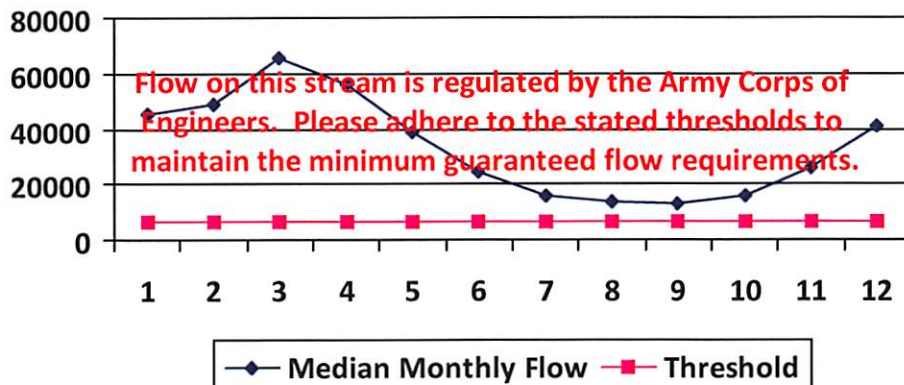 80000
60000
40000
20000
0
Flow on this stream is regulated by the Army Corps of
Engineers. Please adhere to the stated thresholds to
maintain the minimum guaranteed flow requirements.
1 2 3 4 5 6 7 8 9 10 11 12
Median Monthly Flow Threshold